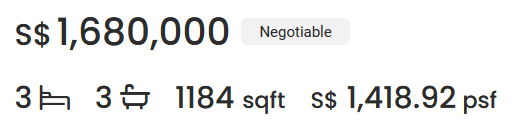 S$ 1,680,000 Negotiable
3 3 1184 sqft S$ 1,418.92 psf